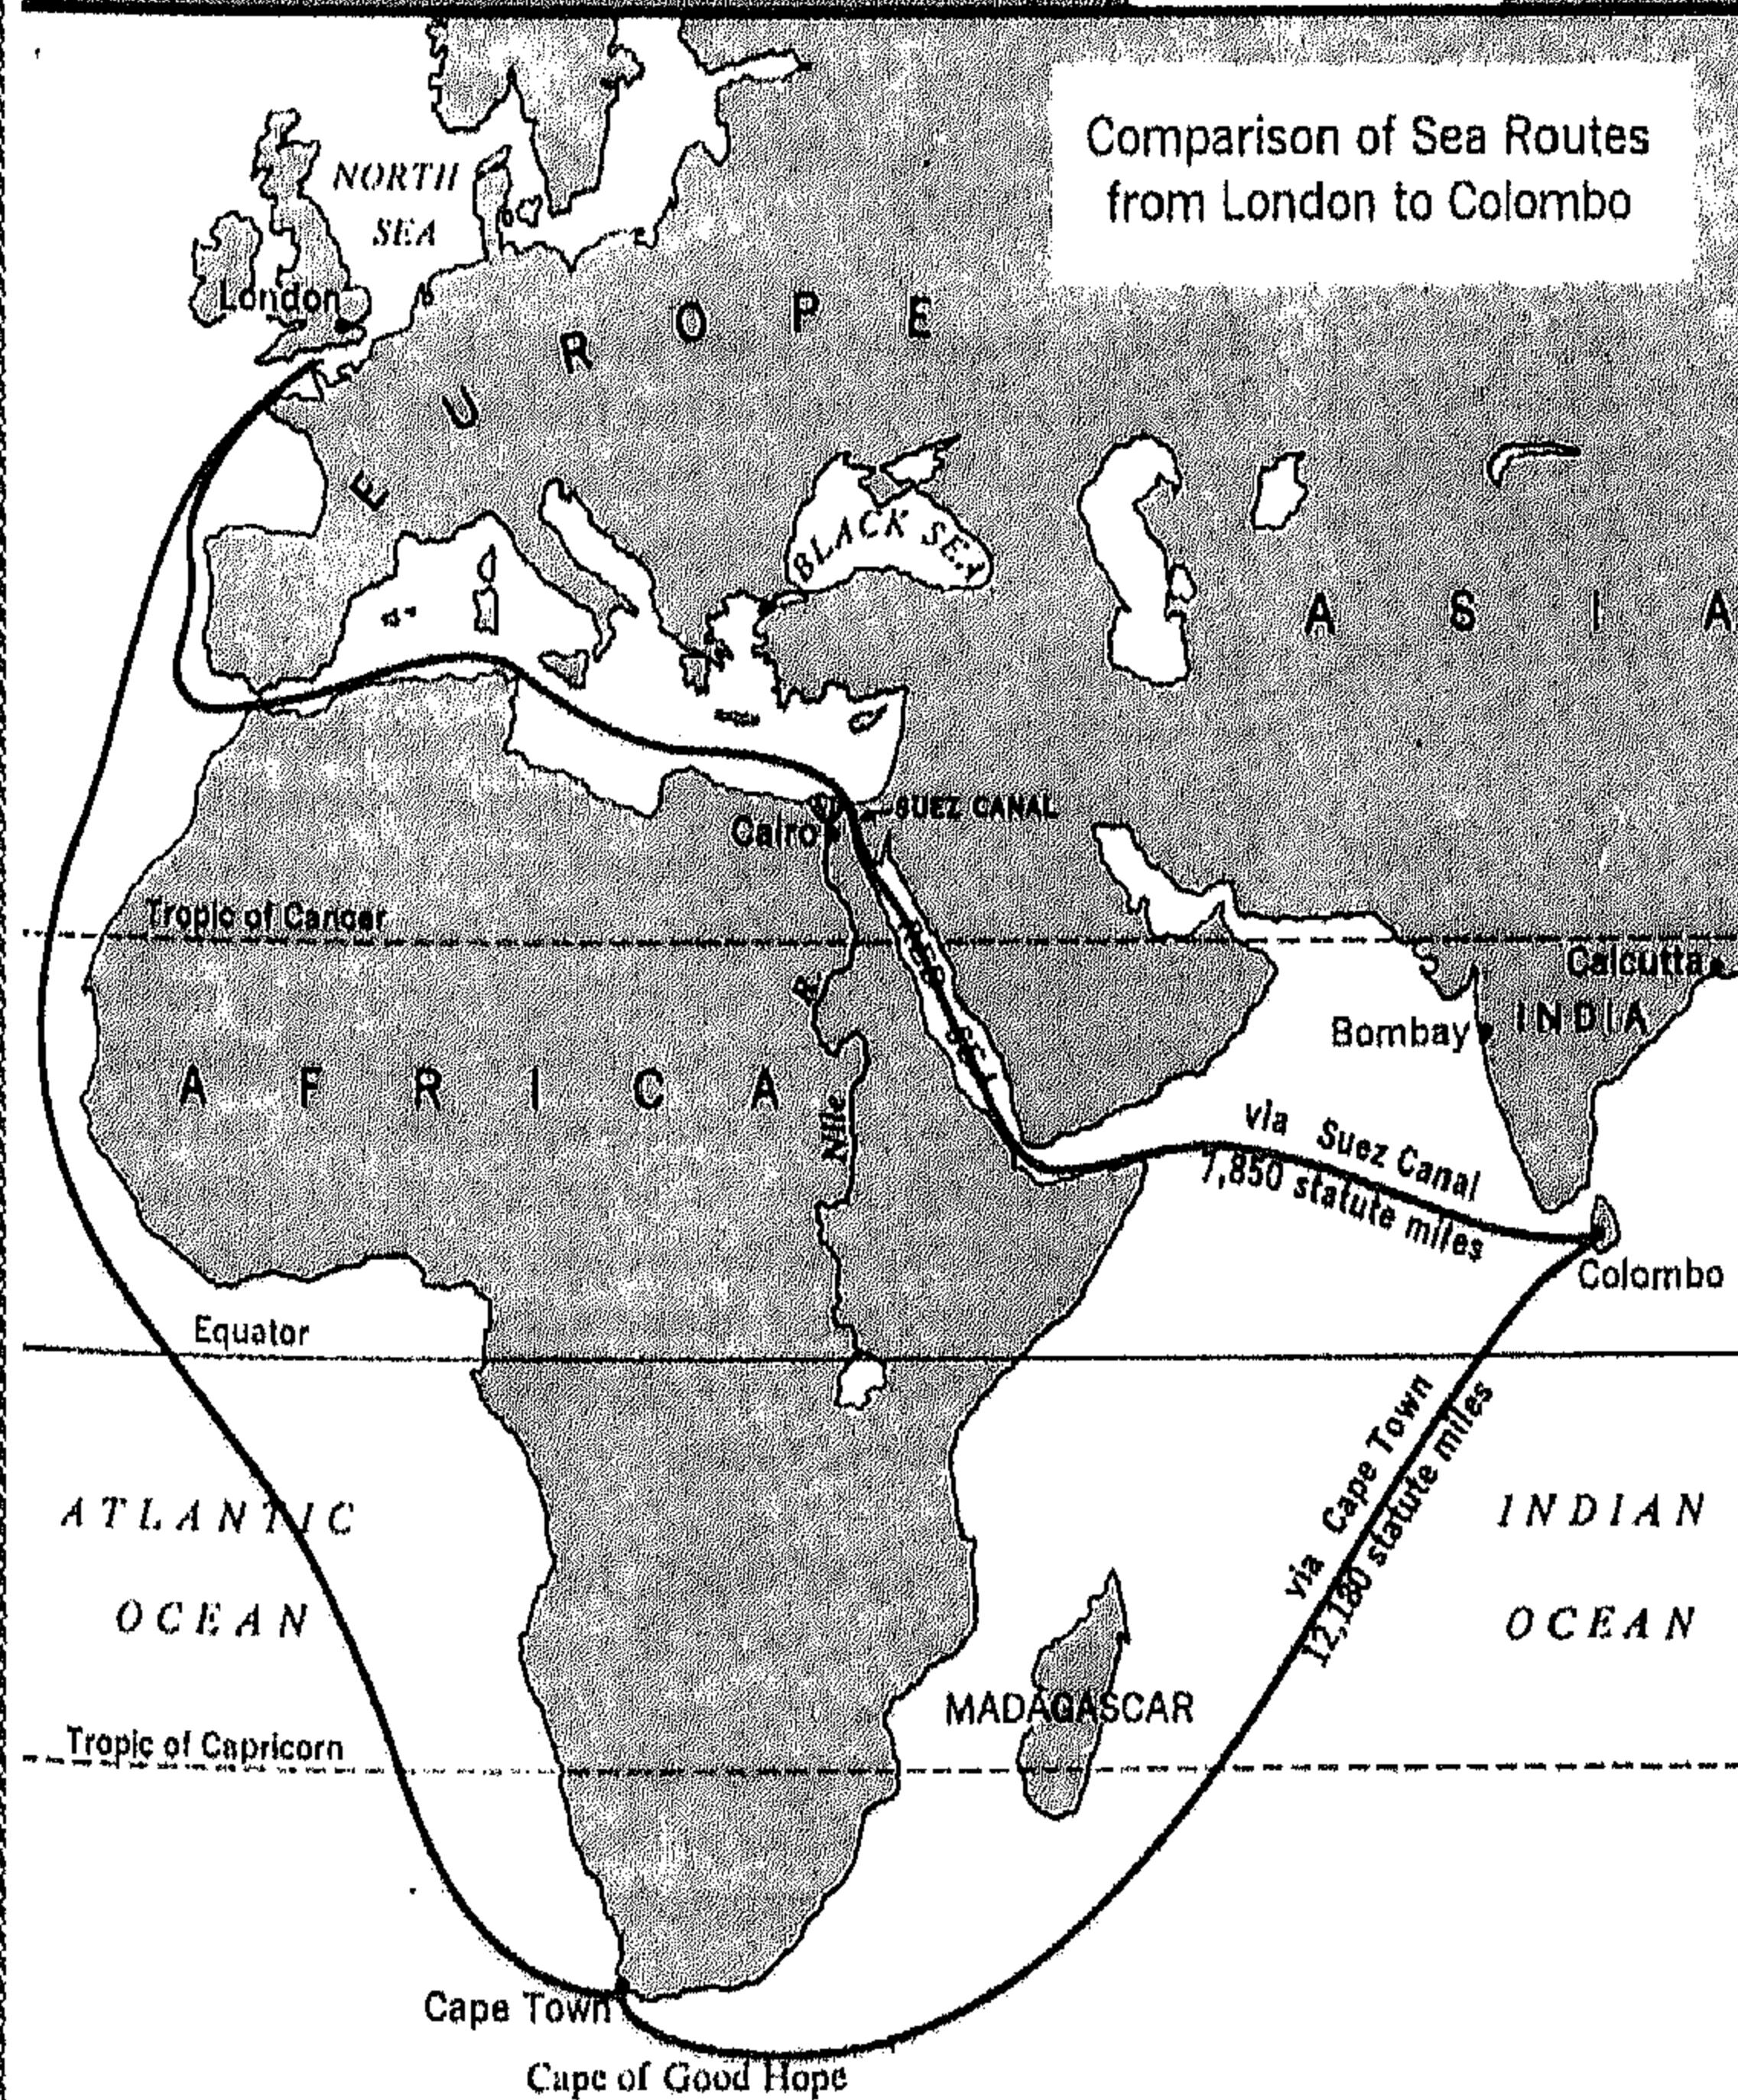 Comparison of Sea Routes
from London to Colombo
NORTH
SEA
London
EUROPE
BLACK SEA
ASIA
SUEZ CANAL
Cairo
Tropic of Cancer
RED SEA
Calcutta
INDIA
Bombay
R.
AFRICA
Nile
via Suez Canal
7,850 statute miles
Colombo
Equator
via Cape Town
12,180 statute miles
ATLANTIC
OCEAN
INDIAN
OCEAN
MADAGASCAR
Tropic of Capricorn
Cape Town
Cape of Good Hope